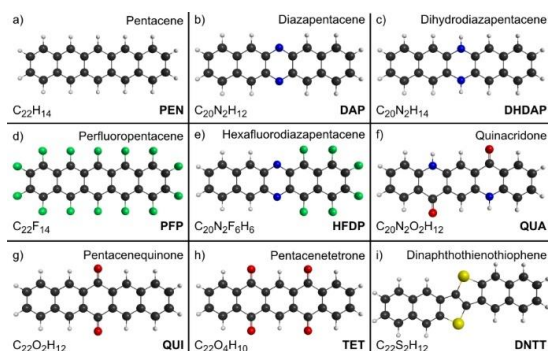 a) Pentacene
C22H14 PEN
b) Diazapentacene
C20N2H12 DAP
c) Dihydrodiazapentacene
C20N2H14 DHDAP
d) Perfluoropentacene
C22F14 PFP
e) Hexafluorodiazapentacene
C20N2F6H6 HFDP
f) Quinacridone
C20N2O2H12 QUA
g) Pentacenequinone
C22O2H12 QUI
h) Pentacenetetrone
C22O4H10 TET
i) Dinaphthothienothiophene
C22S2H12 DNTT